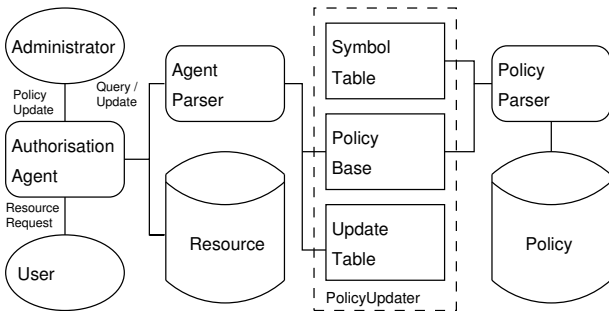 Administrator
Policy
Update
Query /
Update
Authorisation
Agent
Resource
Request
User
Agent
Parser
Resource
Symbol
Table
Policy
Base
Update
Table
PolicyUpdater
Policy
Parser
Policy